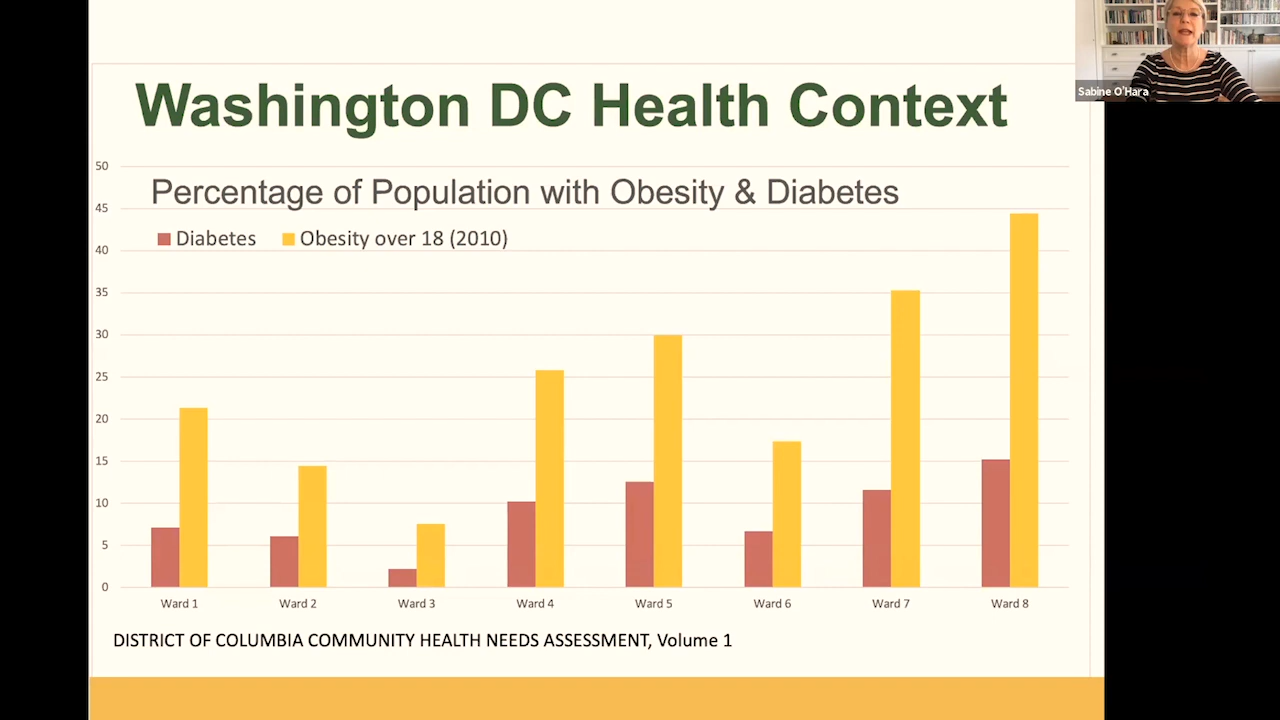 Sabine O'Hara
Washington DC Health Context
Percentage of Population with Obesity & Diabetes
Diabetes Obesity over 18 (2010)
50
45
40
35
30
25
20
15
10
5
0
Ward 1 Ward 2 Ward 3 Ward 4 Ward 5 Ward 6 Ward 7 Ward 8
DISTRICT OF COLUMBIA COMMUNITY HEALTH NEEDS ASSESSMENT, Volume 1